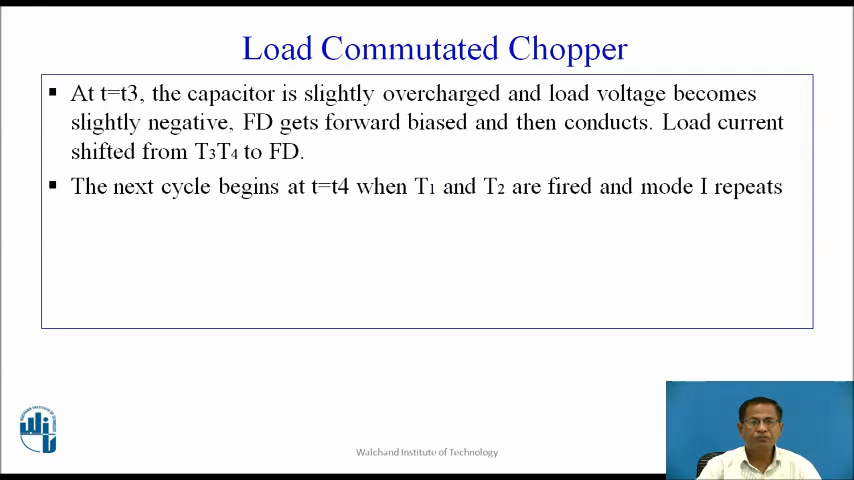 Load Commutated Chopper
▪ At t=t3, the capacitor is slightly overcharged and load voltage becomes
slightly negative, FD gets forward biased and then conducts. Load current
shifted from T3T4 to FD.
▪ The next cycle begins at t=t4 when T1 and T2 are fired and mode I repeats
Walchand Institute of Technology